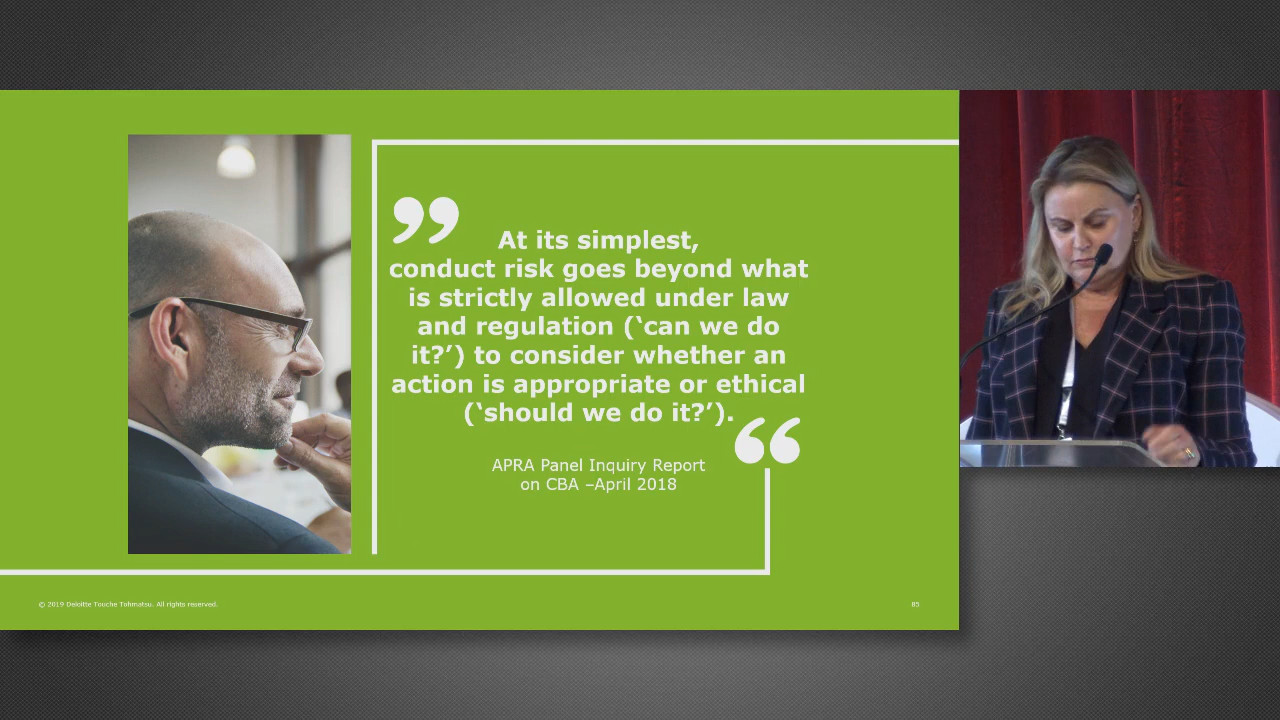 At its simplest,
conduct risk goes beyond what
is strictly allowed under law
and regulation (‘can we do
it?’) to consider whether an
action is appropriate or ethical
(‘should we do it?’).
APRA Panel Inquiry Report
on CBA –April 2018
© 2019 Deloitte Touche Tohmatsu. All rights reserved.
85